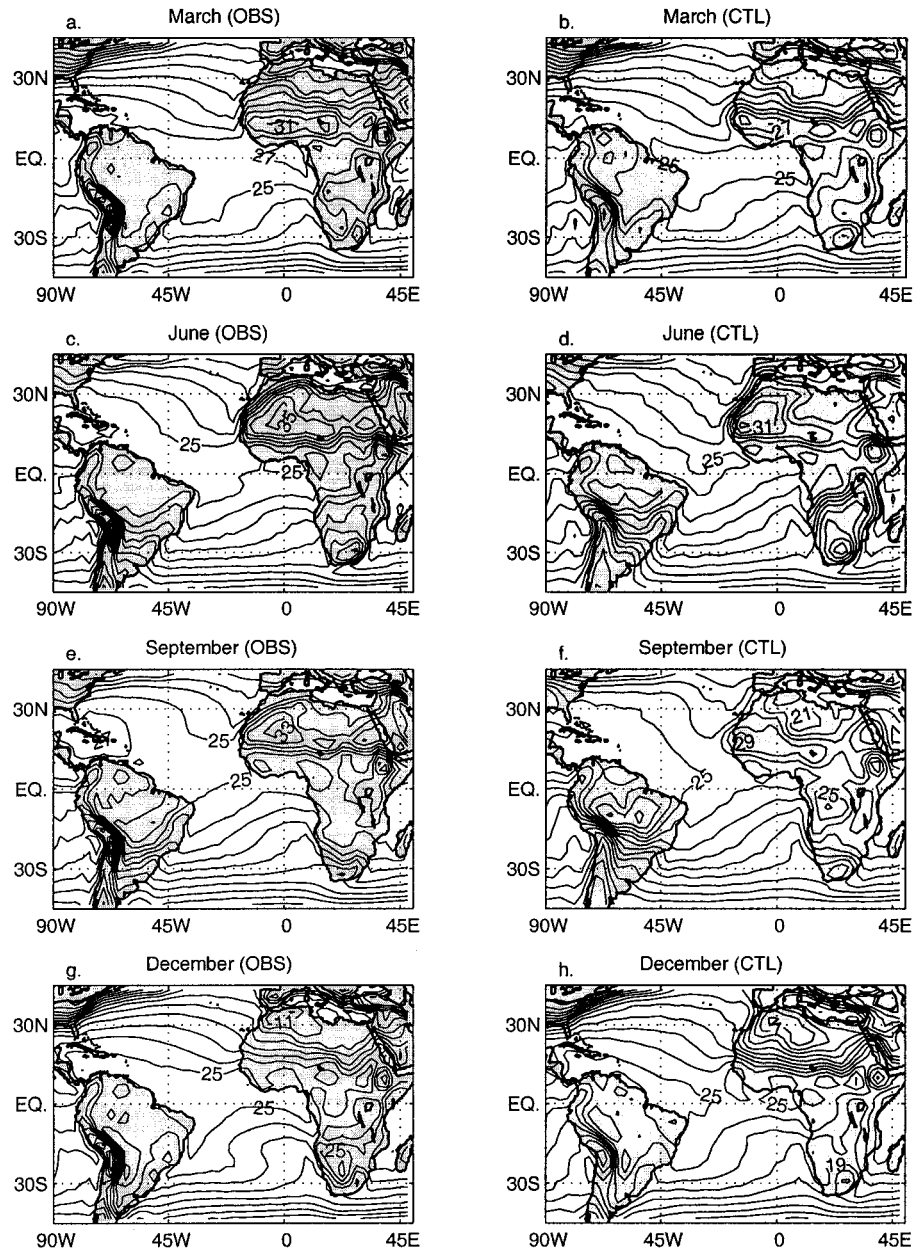 a. March (OBS)
30N
EQ.
30S
90W 45W 0 45E
31
27
25
b. March (CTL)
30N
EQ.
30S
90W 45W 0 45E
27
25
25
c. June (OBS)
30N
EQ.
30S
90W 45W 0 45E
35
25
25
d. June (CTL)
30N
EQ.
30S
90W 45W 0 45E
31
25
e. September (OBS)
30N
EQ.
30S
90W 45W 0 45E
27
25
33
25
f. September (CTL)
30N
EQ.
30S
90W 45W 0 45E
21
29
25
25
g. December (OBS)
30N
EQ.
30S
90W 45W 0 45E
11
25
25
25
h. December (CTL)
30N
EQ.
30S
90W 45W 0 45E
25
25
19